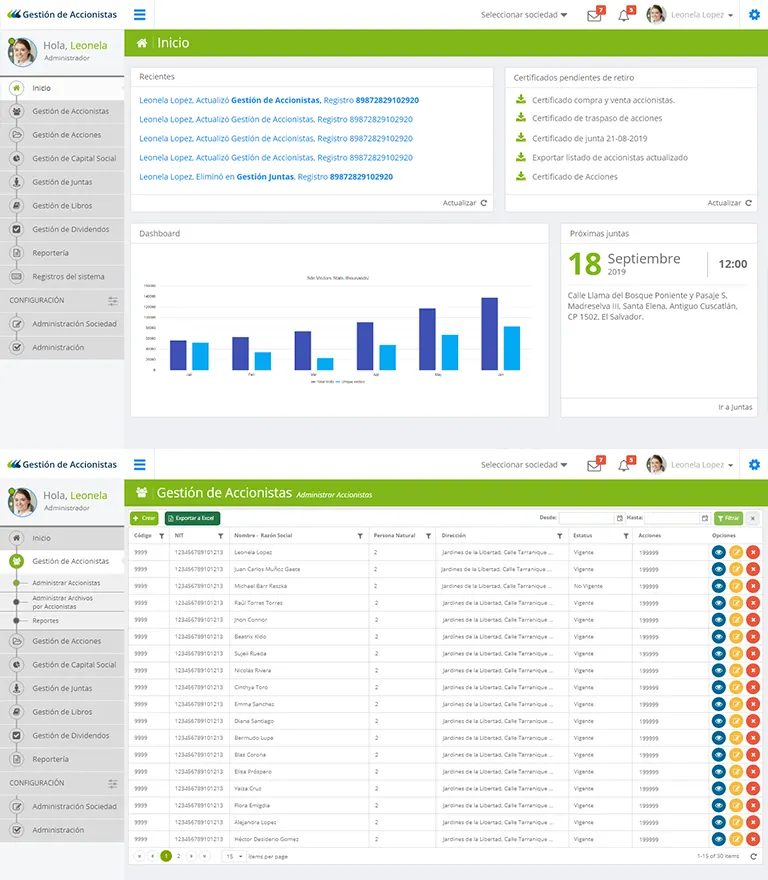 Gestión de Accionistas
Seleccionar sociedad
7
5
Leonela Lopez
Hola, Leonela
Administrador
Inicio
Inicio
Gestión de Accionistas
Gestión de Acciones
Gestión de Capital Social
Gestión de Juntas
Gestión de Libros
Gestión de Dividendos
Reportería
Registros del sistema
CONFIGURACIÓN
Administración Sociedad
Administración
Recientes
Leonela Lopez, Actualizó Gestión de Accionistas, Registro 89872829102920
Leonela Lopez, Actualizó Gestión de Accionistas, Registro 89872829102920
Leonela Lopez, Actualizó Gestión de Accionistas, Registro 89872829102920
Leonela Lopez, Actualizó Gestión de Accionistas, Registro 89872829102920
Leonela Lopez, Eliminó en Gestión Juntas, Registro 89872829102920
Actualizar
Certificados pendientes de retiro
Certificado compra y venta accionistas.
Certificado de traspaso de acciones
Certificado de junta 21-08-2019
Exportar listado de accionistas actualizado
Certificado de Acciones
Actualizar
Dashboard
160000
140000
120000
100000
80000
60000
40000
20000
0
Próximas juntas
18 Septiembre 12:00
2019
Calle Llama del Bosque Poniente y Pasaje S,
Madreselva III, Santa Elena, Antiguo Cuscatlán,
CP 1502, El Salvador.
Ir a juntas
Gestión de Accionistas
Seleccionar sociedad
7
5
Leonela Lopez
Hola, Leonela
Administrador
Inicio
Gestión de Accionistas
Administrar Accionistas
Administrar Archivos
por Accionistas
Reportes
Gestión de Acciones
Gestión de Capital Social
Gestión de Juntas
Gestión de Libros
Gestión de Dividendos
Reportería
CONFIGURACIÓN
Administración Sociedad
Administración
Gestión de Accionistas Administrar Accionistas
Crear Exportar a Excel Desde: Hasta: Filtrar
Código NIT Nombre - Razón Social Persona Natural Dirección Estatus Acciones Opciones
9999 123456789101213 Leonela Lopez 2 Jardines de la Libertad, Calle Tarranique ... Vigente 199999
9999 123456789101213 Juan Carlos Muñoz Gaeta 2 Jardines de la Libertad, Calle Tarranique ... Vigente 199999
9999 123456789101213 Michael Barr Raszka 2 Jardines de la Libertad, Calle Tarranique ... No Vigente 199999
9999 123456789101213 Raúl Torres Torres 2 Jardines de la Libertad, Calle Tarranique ... Vigente 199999
9999 123456789101213 Jhon Connor 2 Jardines de la Libertad, Calle Tarranique ... Vigente 199999
9999 123456789101213 Beatrix Kido 2 Jardines de la Libertad, Calle Tarranique ... Vigente 199999
9999 123456789101213 Sujeil Rueda 2 Jardines de la Libertad, Calle Tarranique ... Vigente 199999
9999 123456789101213 Nicolás Rivera 2 Jardines de la Libertad, Calle Tarranique ... Vigente 199999
9999 123456789101213 Cinthya Toro 2 Jardines de la Libertad, Calle Tarranique ... Vigente 199999
9999 123456789101213 Emma Sanchez 2 Jardines de la Libertad, Calle Tarranique ... Vigente 199999
9999 123456789101213 Diana Santiago 2 Jardines de la Libertad, Calle Tarranique ... Vigente 199999
9999 123456789101213 Bermudo Lupe 2 Jardines de la Libertad, Calle Tarranique ... Vigente 199999
9999 123456789101213 Blas Corona 2 Jardines de la Libertad, Calle Tarranique ... Vigente 199999
9999 123456789101213 Elisa Próspero 2 Jardines de la Libertad, Calle Tarranique ... Vigente 199999
9999 123456789101213 Yaiza Cruz 2 Jardines de la Libertad, Calle Tarranique ... Vigente 199999
9999 123456789101213 Flora Emigdia 2 Jardines de la Libertad, Calle Tarranique ... Vigente 199999
9999 123456789101213 Alejandra Lopez 2 Jardines de la Libertad, Calle Tarranique ... Vigente 199999
9999 123456789101213 Héctor Desiderio Gomez 2 Jardines de la Libertad, Calle Tarranique ... Vigente 199999
1 2 15 items per page 1-15 of 30 items